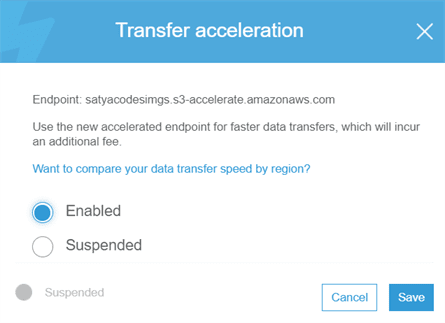 Transfer acceleration
Endpoint: satyacodesimgs.s3-accelerate.amazonaws.com
Use the new accelerated endpoint for faster data transfers, which will incur
an additional fee.
Want to compare your data transfer speed by region?
Enabled
Suspended
Suspended
Cancel
Save